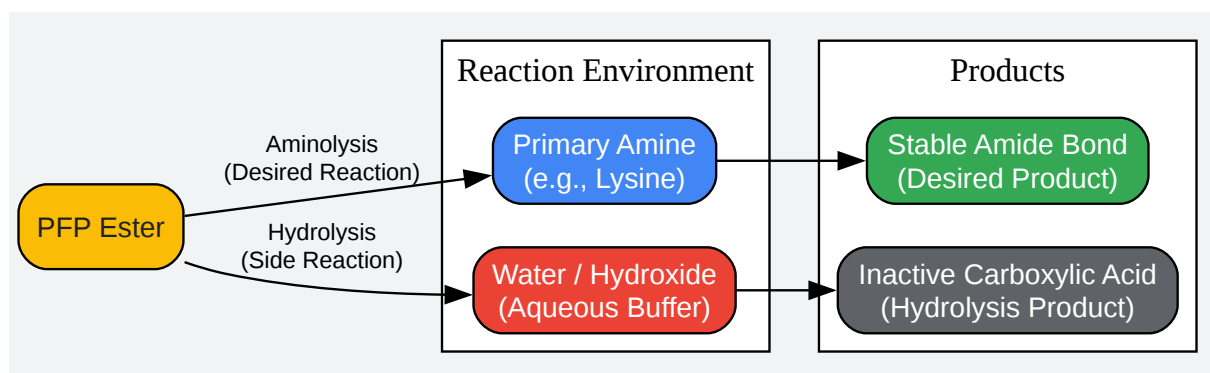 Reaction Environment
Products
Aminolysis
(Desired Reaction)
Primary Amine
(e.g., Lysine)
Stable Amide Bond
(Desired Product)
PFP Ester
Hydrolysis
(Side Reaction)
Water / Hydroxide
(Aqueous Buffer)
Inactive Carboxylic Acid
(Hydrolysis Product)